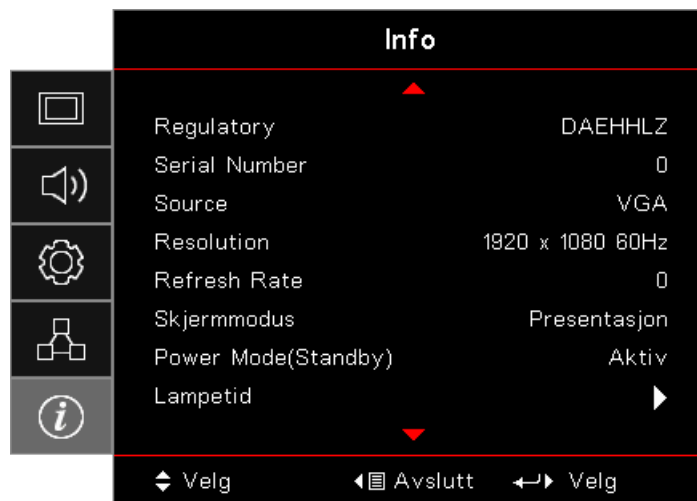 Info
Regulatory DAEHHLZ
Serial Number 0
Source VGA
Resolution 1920 x 1080 60Hz
Refresh Rate 0
Skjermmodus Presentasjon
Power Mode(Standby) Aktiv
Lampetid
Velg Avslutt Velg